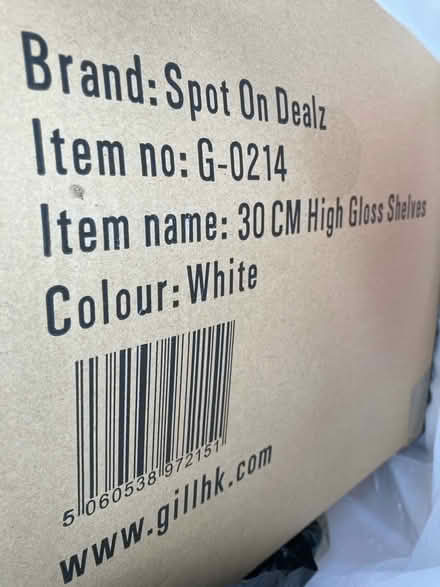 Brand: Spot On Dealz
Item no: G-0214
Item name: 30 CM High Gloss Shelves
Colour: White
5 060538 972151
www.gillhk.com